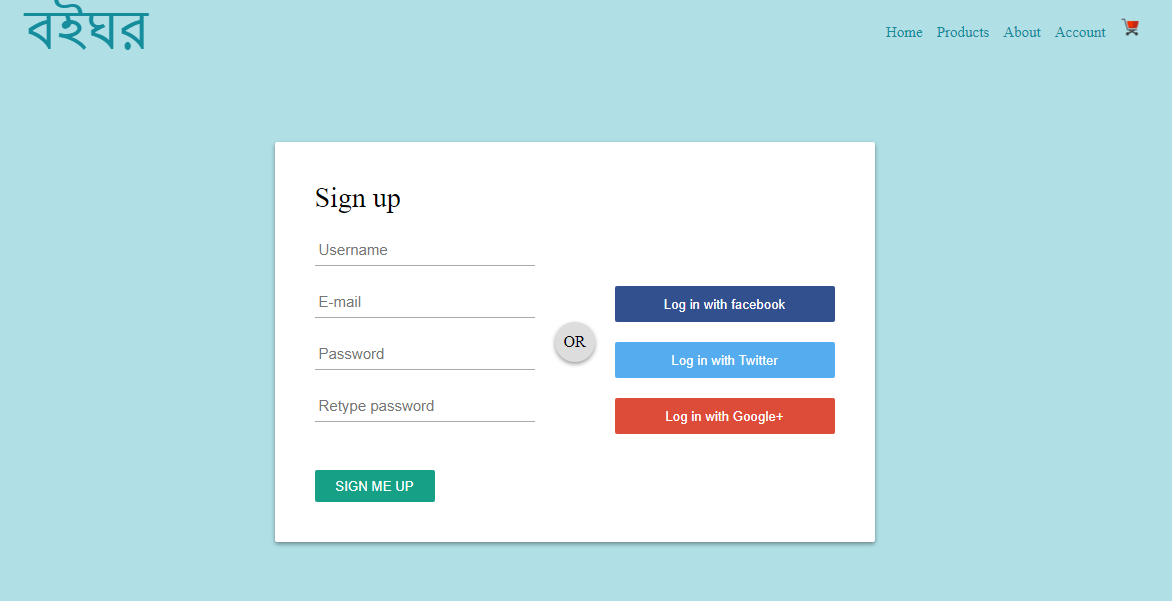 বইঘর
Home Products About Account
Sign up
Username
E-mail
Password
Retype password
SIGN ME UP
OR
Log in with facebook
Log in with Twitter
Log in with Google+